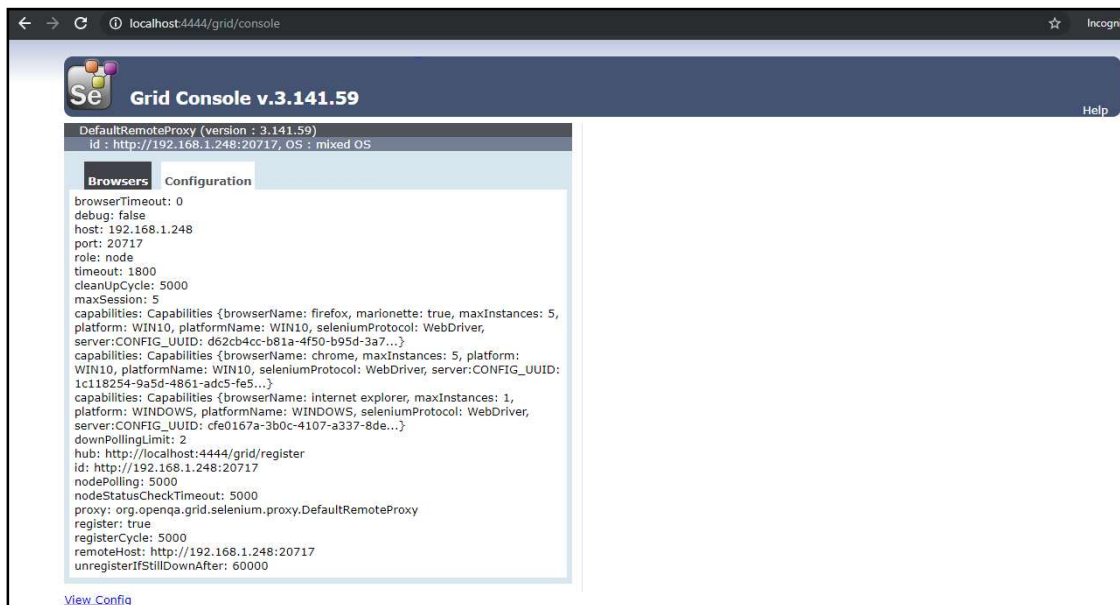 localhost:4444/grid/console
Se
Grid Console v.3.141.59
Help
DefaultRemoteProxy (version : 3.141.59)
id : http://192.168.1.248:20717, OS : mixed OS
Browsers Configuration
browserTimeout: 0
debug: false
host: 192.168.1.248
port: 20717
role: node
timeout: 1800
cleanUpCycle: 5000
maxSession: 5
capabilities: Capabilities {browserName: firefox, marionette: true, maxInstances: 5,
platform: WIN10, platformName: WIN10, seleniumProtocol: WebDriver,
server:CONFIG_UUID: d62cb4cc-b81a-4f50-b95d-3a7...}
capabilities: Capabilities {browserName: chrome, maxInstances: 5, platform:
WIN10, platformName: WIN10, seleniumProtocol: WebDriver, server:CONFIG_UUID:
1c118254-9a5d-4861-adc5-fe5...}
capabilities: Capabilities {browserName: internet explorer, maxInstances: 1,
platform: WINDOWS, platformName: WINDOWS, seleniumProtocol: WebDriver,
server:CONFIG_UUID: cfe0167a-3b0c-4107-a337-8de...}
downPollingLimit: 2
hub: http://localhost:4444/grid/register
id: http://192.168.1.248:20717
nodePolling: 5000
nodeStatusCheckTimeout: 5000
proxy: org.openqa.grid.selenium.proxy.DefaultRemoteProxy
register: true
registerCycle: 5000
remoteHost: http://192.168.1.248:20717
unregisterIfStillDownAfter: 60000
View Config